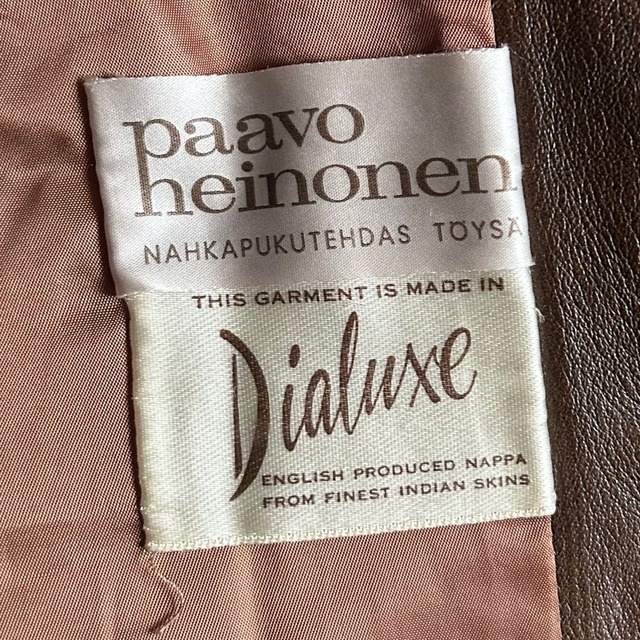 paavo
heinonen
NAHKAPUKUTEHDAS TÖYSÄ
THIS GARMENT IS MADE IN
Dialuxe
ENGLISH PRODUCED NAPPA
FROM FINEST INDIAN SKINS